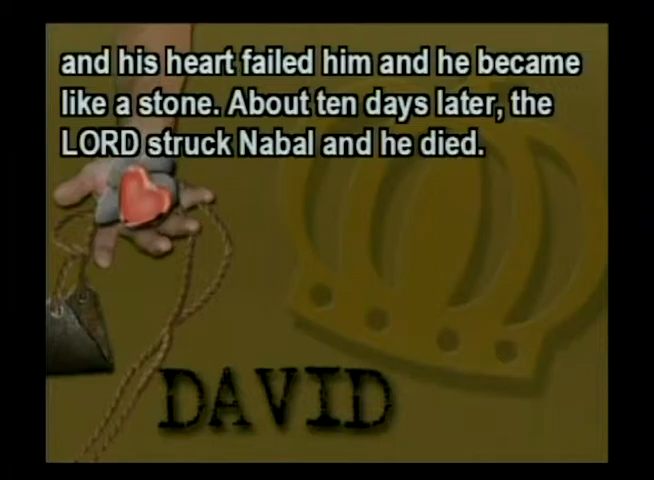 and his heart failed him and he became
like a stone. About ten days later, the
LORD struck Nabal and he died.
DAVID